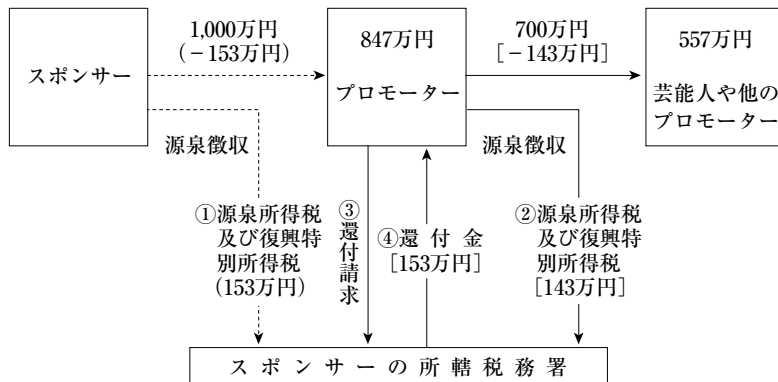 1,000万円
(-153万円)
スポンサー
847万円
プロモーター
700万円
[-143万円]
557万円
芸能人や他の
プロモーター
源泉徴収
源泉徴収
①源泉所得税
及び復興特
別所得税
(153万円)
③還付請求
④還付金
[153万円]
②源泉所得税
及び復興特
別所得税
[143万円]
スポンサーの所轄税務署